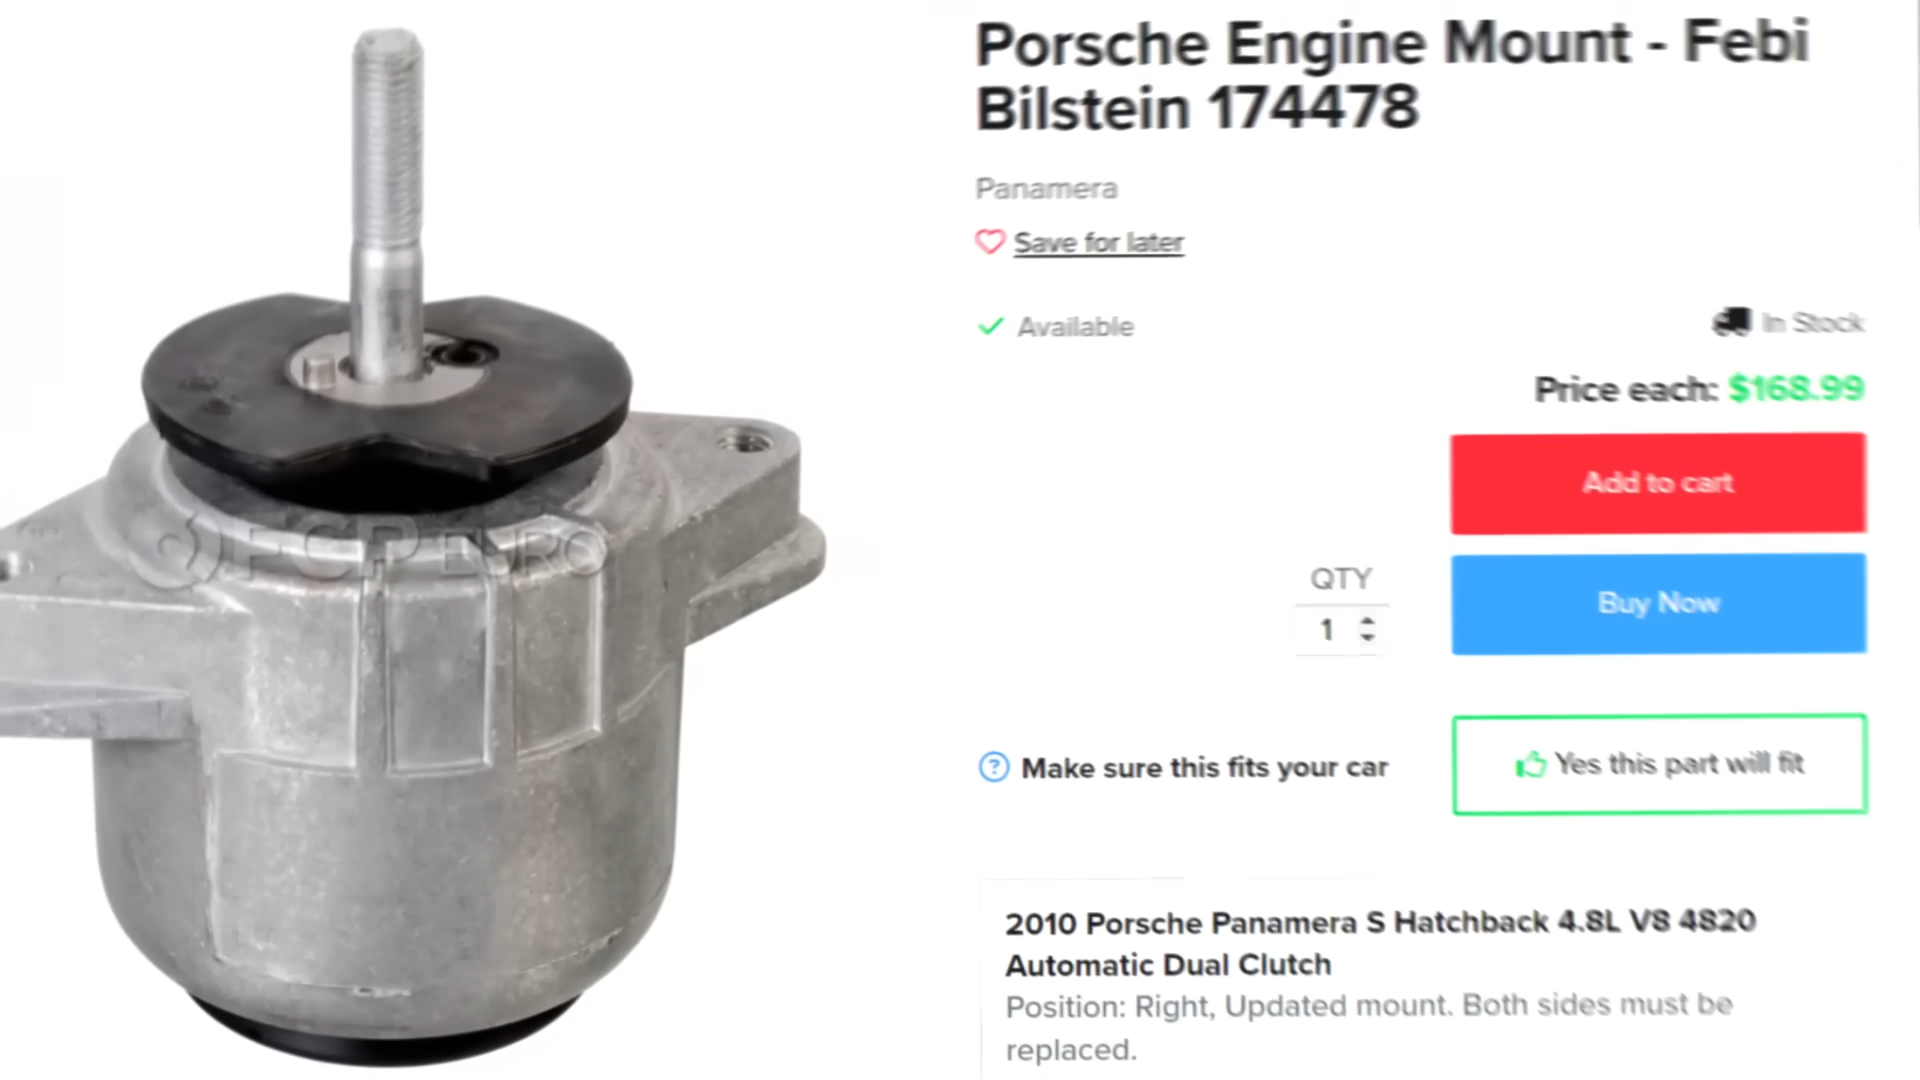 Porsche Engine Mount - Febi
Bilstein 174478
Panamera
Save for later
Available
In Stock
Price each: $168.99
Add to cart
QTY
Buy Now
1
Make sure this fits your car
Yes this part will fit
2010 Porsche Panamera S Hatchback 4.8L V8 4820
Automatic Dual Clutch
Position: Right, Updated mount. Both sides must be
replaced.
FCP EURO